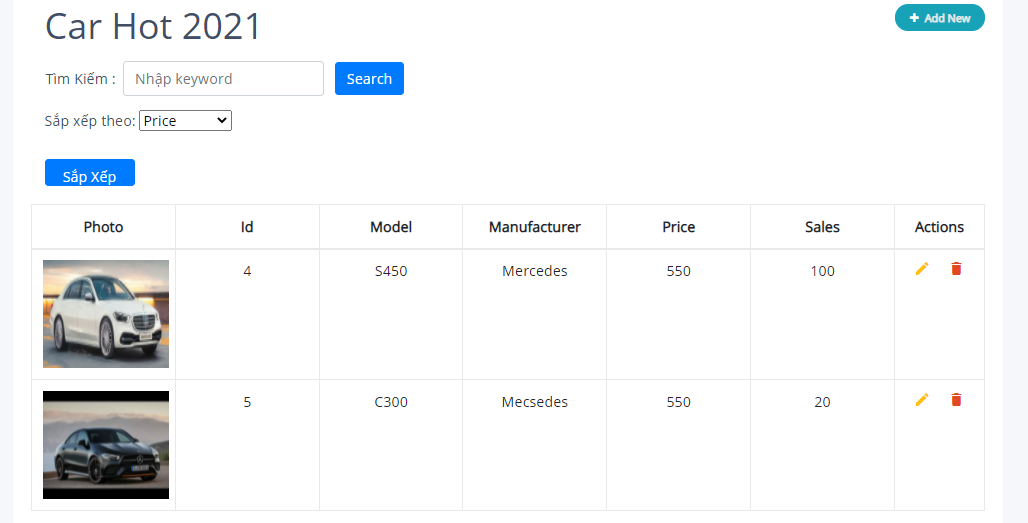 Car Hot 2021
Add New
Tìm Kiếm :
Nhập keyword
Search
Sắp xếp theo: Price
Sắp Xếp
Photo Id Model Manufacturer Price Sales Actions
4 S450 Mercedes 550 100
5 C300 Mecsedes 550 20